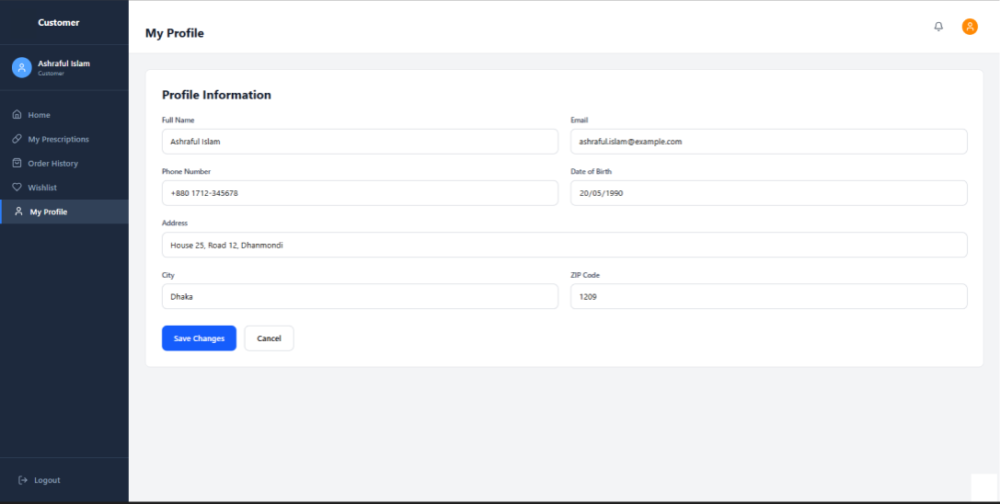 Customer
My Profile
Ashraful Islam
Customer
Home
My Prescriptions
Order History
Wishlist
My Profile
Logout
Profile Information
Full Name
Email
Ashraful Islam
ashraful.islam@example.com
Phone Number
Date of Birth
+880 1712-345678
20/05/1990
Address
House 25, Road 12, Dhanmondi
City
ZIP Code
Dhaka
1209
Save Changes
Cancel